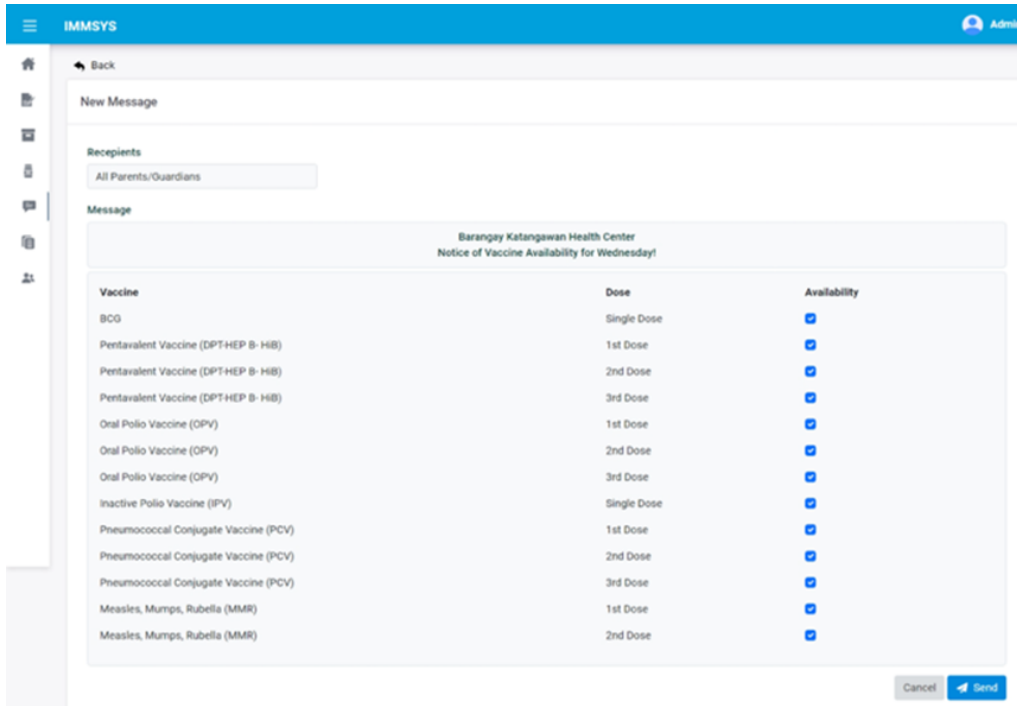 IMMSYS
Admi
Back
New Message
Recepients
All Parents/Guardians
Message
Barangay Katangawan Health Center
Notice of Vaccine Availability for Wednesday!
Vaccine Dose Availability
BCG Single Dose
Pentavalent Vaccine (DPT-HEP B- HiB) 1st Dose
Pentavalent Vaccine (DPT-HEP B- HiB) 2nd Dose
Pentavalent Vaccine (DPT-HEP B- HiB) 3rd Dose
Oral Polio Vaccine (OPV) 1st Dose
Oral Polio Vaccine (OPV) 2nd Dose
Oral Polio Vaccine (OPV) 3rd Dose
Inactive Polio Vaccine (IPV) Single Dose
Pneumococcal Conjugate Vaccine (PCV) 1st Dose
Pneumococcal Conjugate Vaccine (PCV) 2nd Dose
Pneumococcal Conjugate Vaccine (PCV) 3rd Dose
Measles, Mumps, Rubella (MMR) 1st Dose
Measles, Mumps, Rubella (MMR) 2nd Dose
Cancel Send